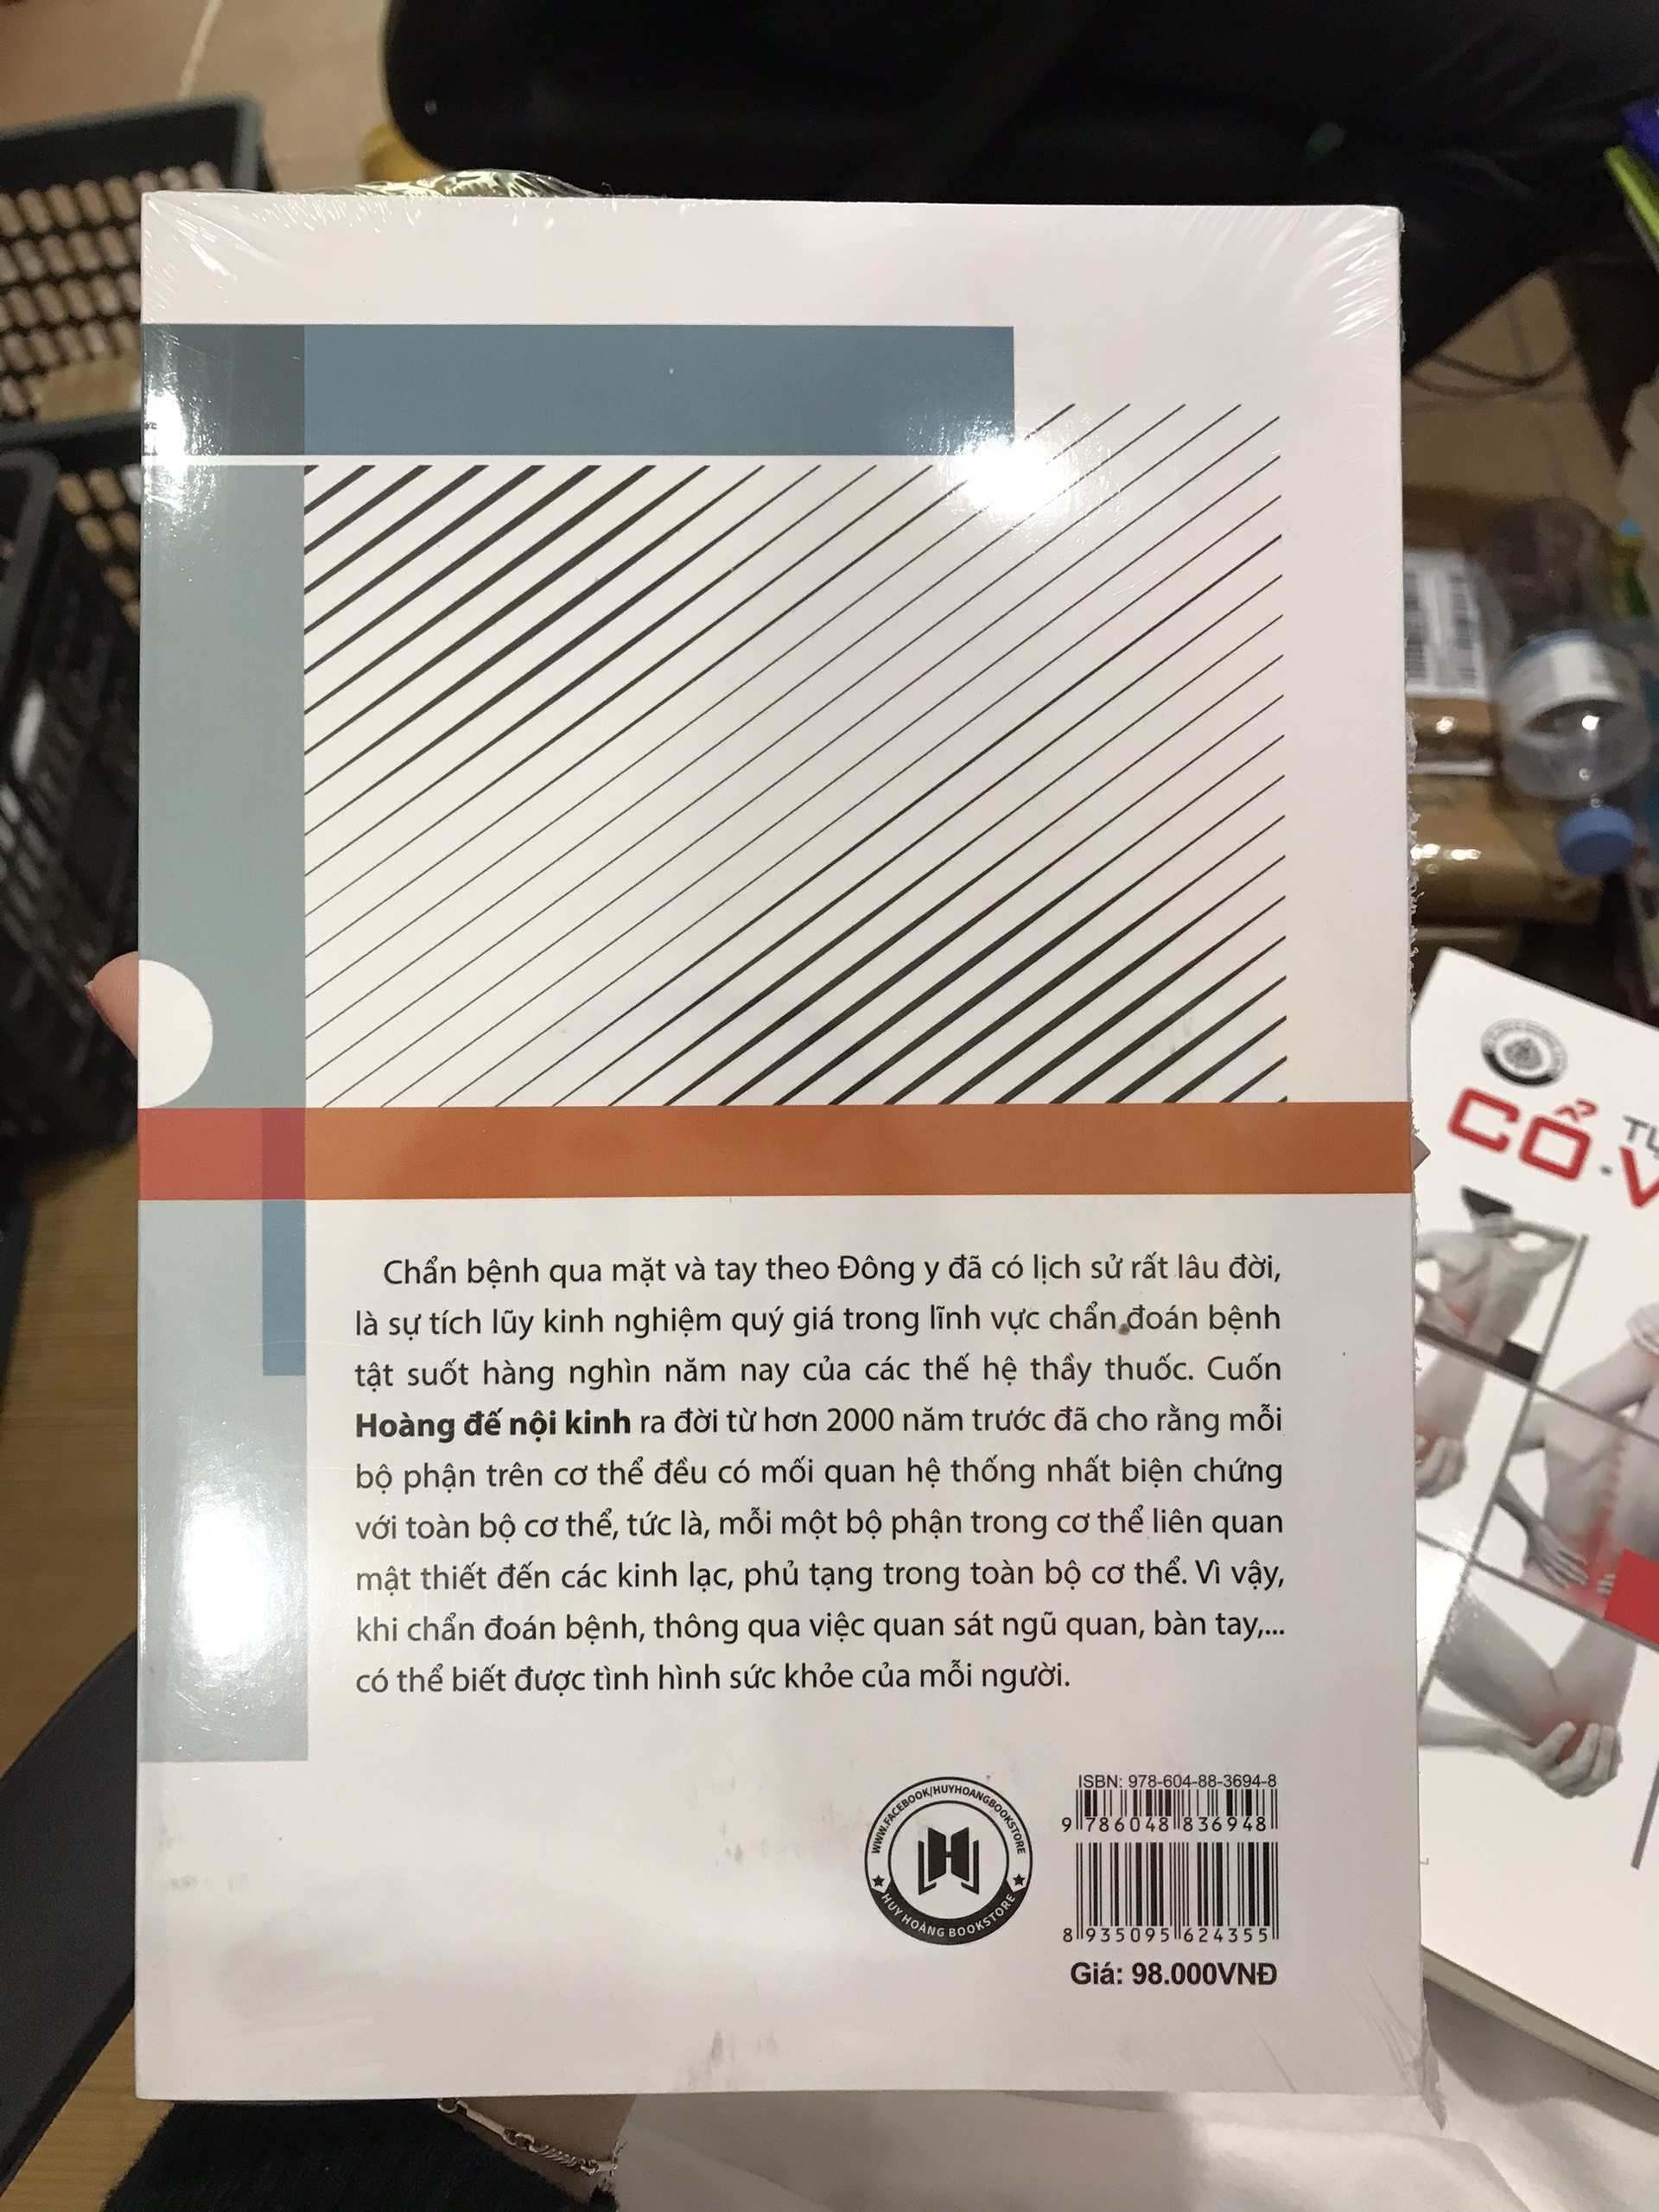 Chẩn bệnh qua mặt và tay theo Đông y đã có lịch sử rất lâu đời,
là sự tích lũy kinh nghiệm quý giá trong lĩnh vực chẩn đoán bệnh
tật suốt hàng nghìn năm nay của các thế hệ thầy thuốc. Cuốn
Hoàng đế nội kinh ra đời từ hơn 2000 năm trước đã cho rằng mỗi
bộ phận trên cơ thể đều có mối quan hệ thống nhất biện chứng
với toàn bộ cơ thể, tức là, mỗi một bộ phận trong cơ thể liên quan
mật thiết đến các kinh lạc, phủ tạng trong toàn bộ cơ thể. Vì vậy,
khi chẩn đoán bệnh, thông qua việc quan sát ngũ quan, bàn tay,...
có thể biết được tình hình sức khỏe của mỗi người.
WWW.FACEBOOK/HUYHOANGBOOKSTORE
HUY HOÀNG BOOKSTORE
ISBN: 978-604-88-3694-8
9 786048 836948
8 935095 624355
Giá: 98.000VNĐ
CỔ